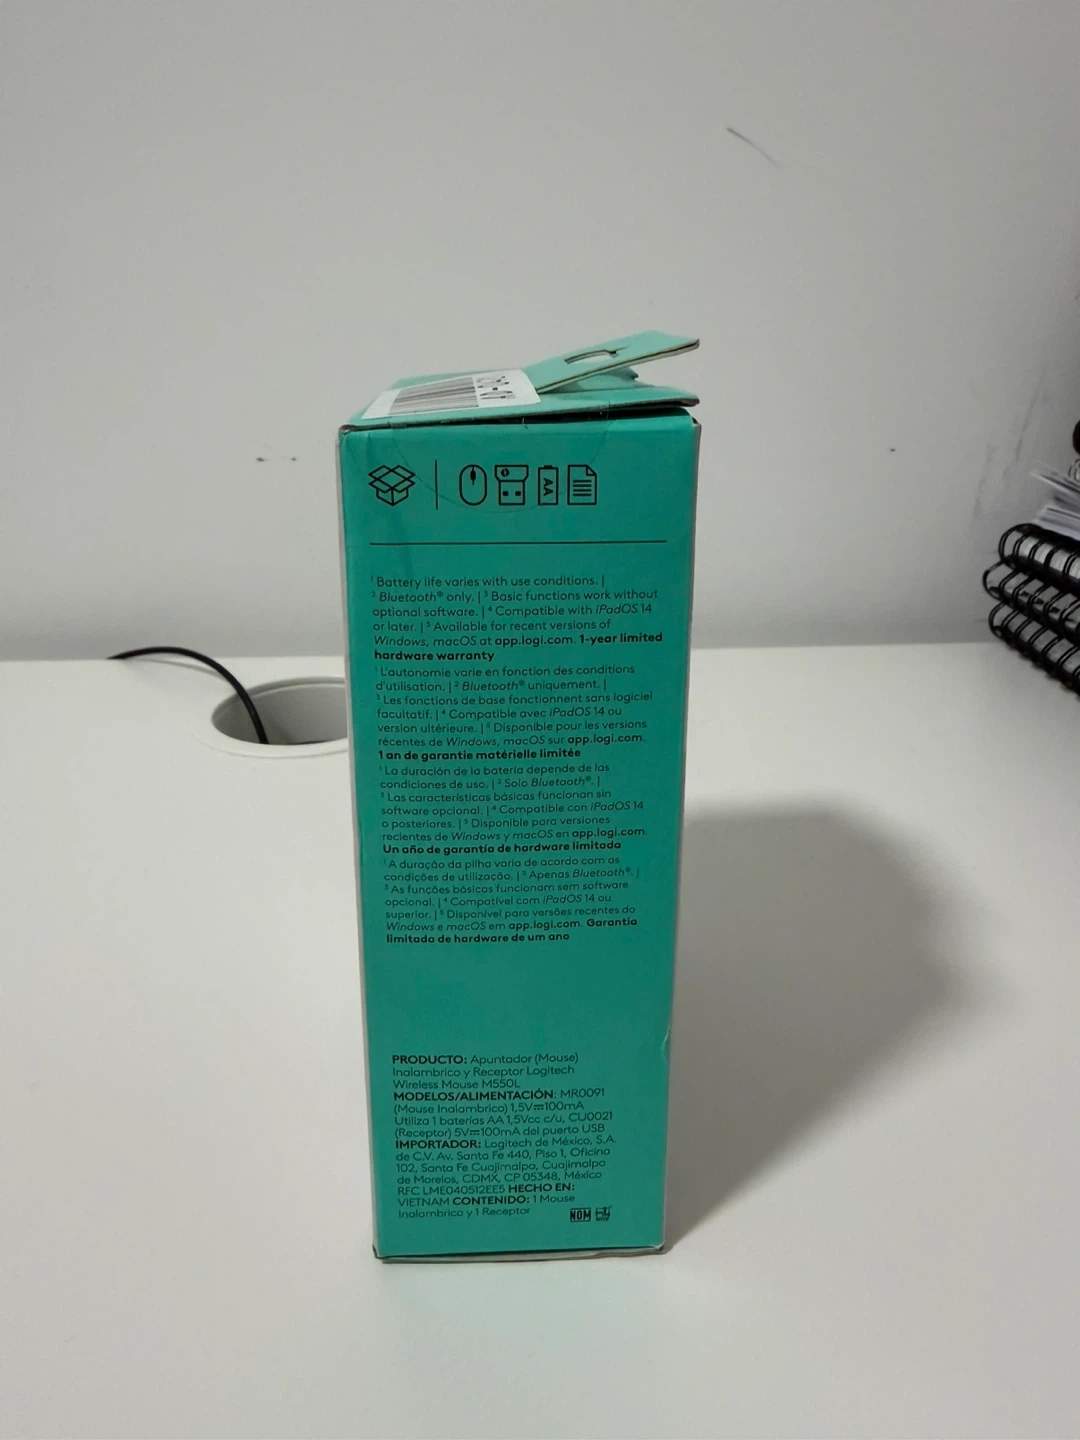 AA
¹ Battery life varies with use conditions. |
² Bluetooth® only. | ³ Basic functions work without
optional software. | ⁴ Compatible with iPadOS 14
or later. | ⁵ Available for recent versions of
Windows, macOS at app.logi.com. 1-year limited
hardware warranty
¹ L'autonomie varie en fonction des conditions
d'utilisation. | ² Bluetooth® uniquement. |
³ Les fonctions de base fonctionnent sans logiciel
facultatif. | ⁴ Compatible avec iPadOS 14 ou
version ultérieure. | ⁵ Disponible pour les versions
récentes de Windows, macOS sur app.logi.com.
1 an de garantie matérielle limitée
¹ La duración de la batería depende de las
condiciones de uso. | ² Solo Bluetooth®. |
³ Las características básicas funcionan sin
software opcional. | ⁴ Compatible con iPadOS 14
o posteriores. | ⁵ Disponible para versiones
recientes de Windows y macOS en app.logi.com
Un año de garantía de hardware limitada
¹ A duração da pilha varia de acordo com as
condições de utilização. | ² Apenas Bluetooth®. |
³ As funções básicas funcionam sem software
opcional. | ⁴ Compatível com iPadOS 14 ou
superior. | ⁵ Disponível para versões recentes do
Windows e macOS em app.logi.com. Garantia
limitada de hardware de um ano
PRODUCTO: Apuntador (Mouse)
Inalambrico y Receptor Logitech
Wireless Mouse M550L
MODELOS/ALIMENTACIÓN: MR0091
(Mouse Inalambrico) 1,5V⎓100mA
Utiliza 1 baterías AA 1,5Vcc c/u, CU0021
(Receptor) 5V⎓100mA del puerto USB
IMPORTADOR: Logitech de México, S.A.
de C.V. Av. Santa Fe 440, Piso 1, Oficina
102, Santa Fe Cuajimalpa, Cuajimalpa
de Morelos, CDMX, CP 05348, México
RFC LME040512EE5 HECHO EN:
VIETNAM CONTENIDO: 1 Mouse
Inalambrico y 1 Receptor
NOM